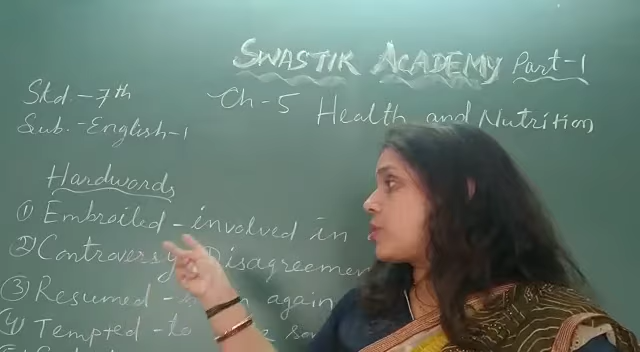 SWASTIK ACADEMY Part-1
Std. - 7th
Sub. - English-1
Ch-5 Health and Nutrition
Hardwords
① Embroiled - involved in
② Controversy Disagreement
③ Resumed - again
④ Tempted - to